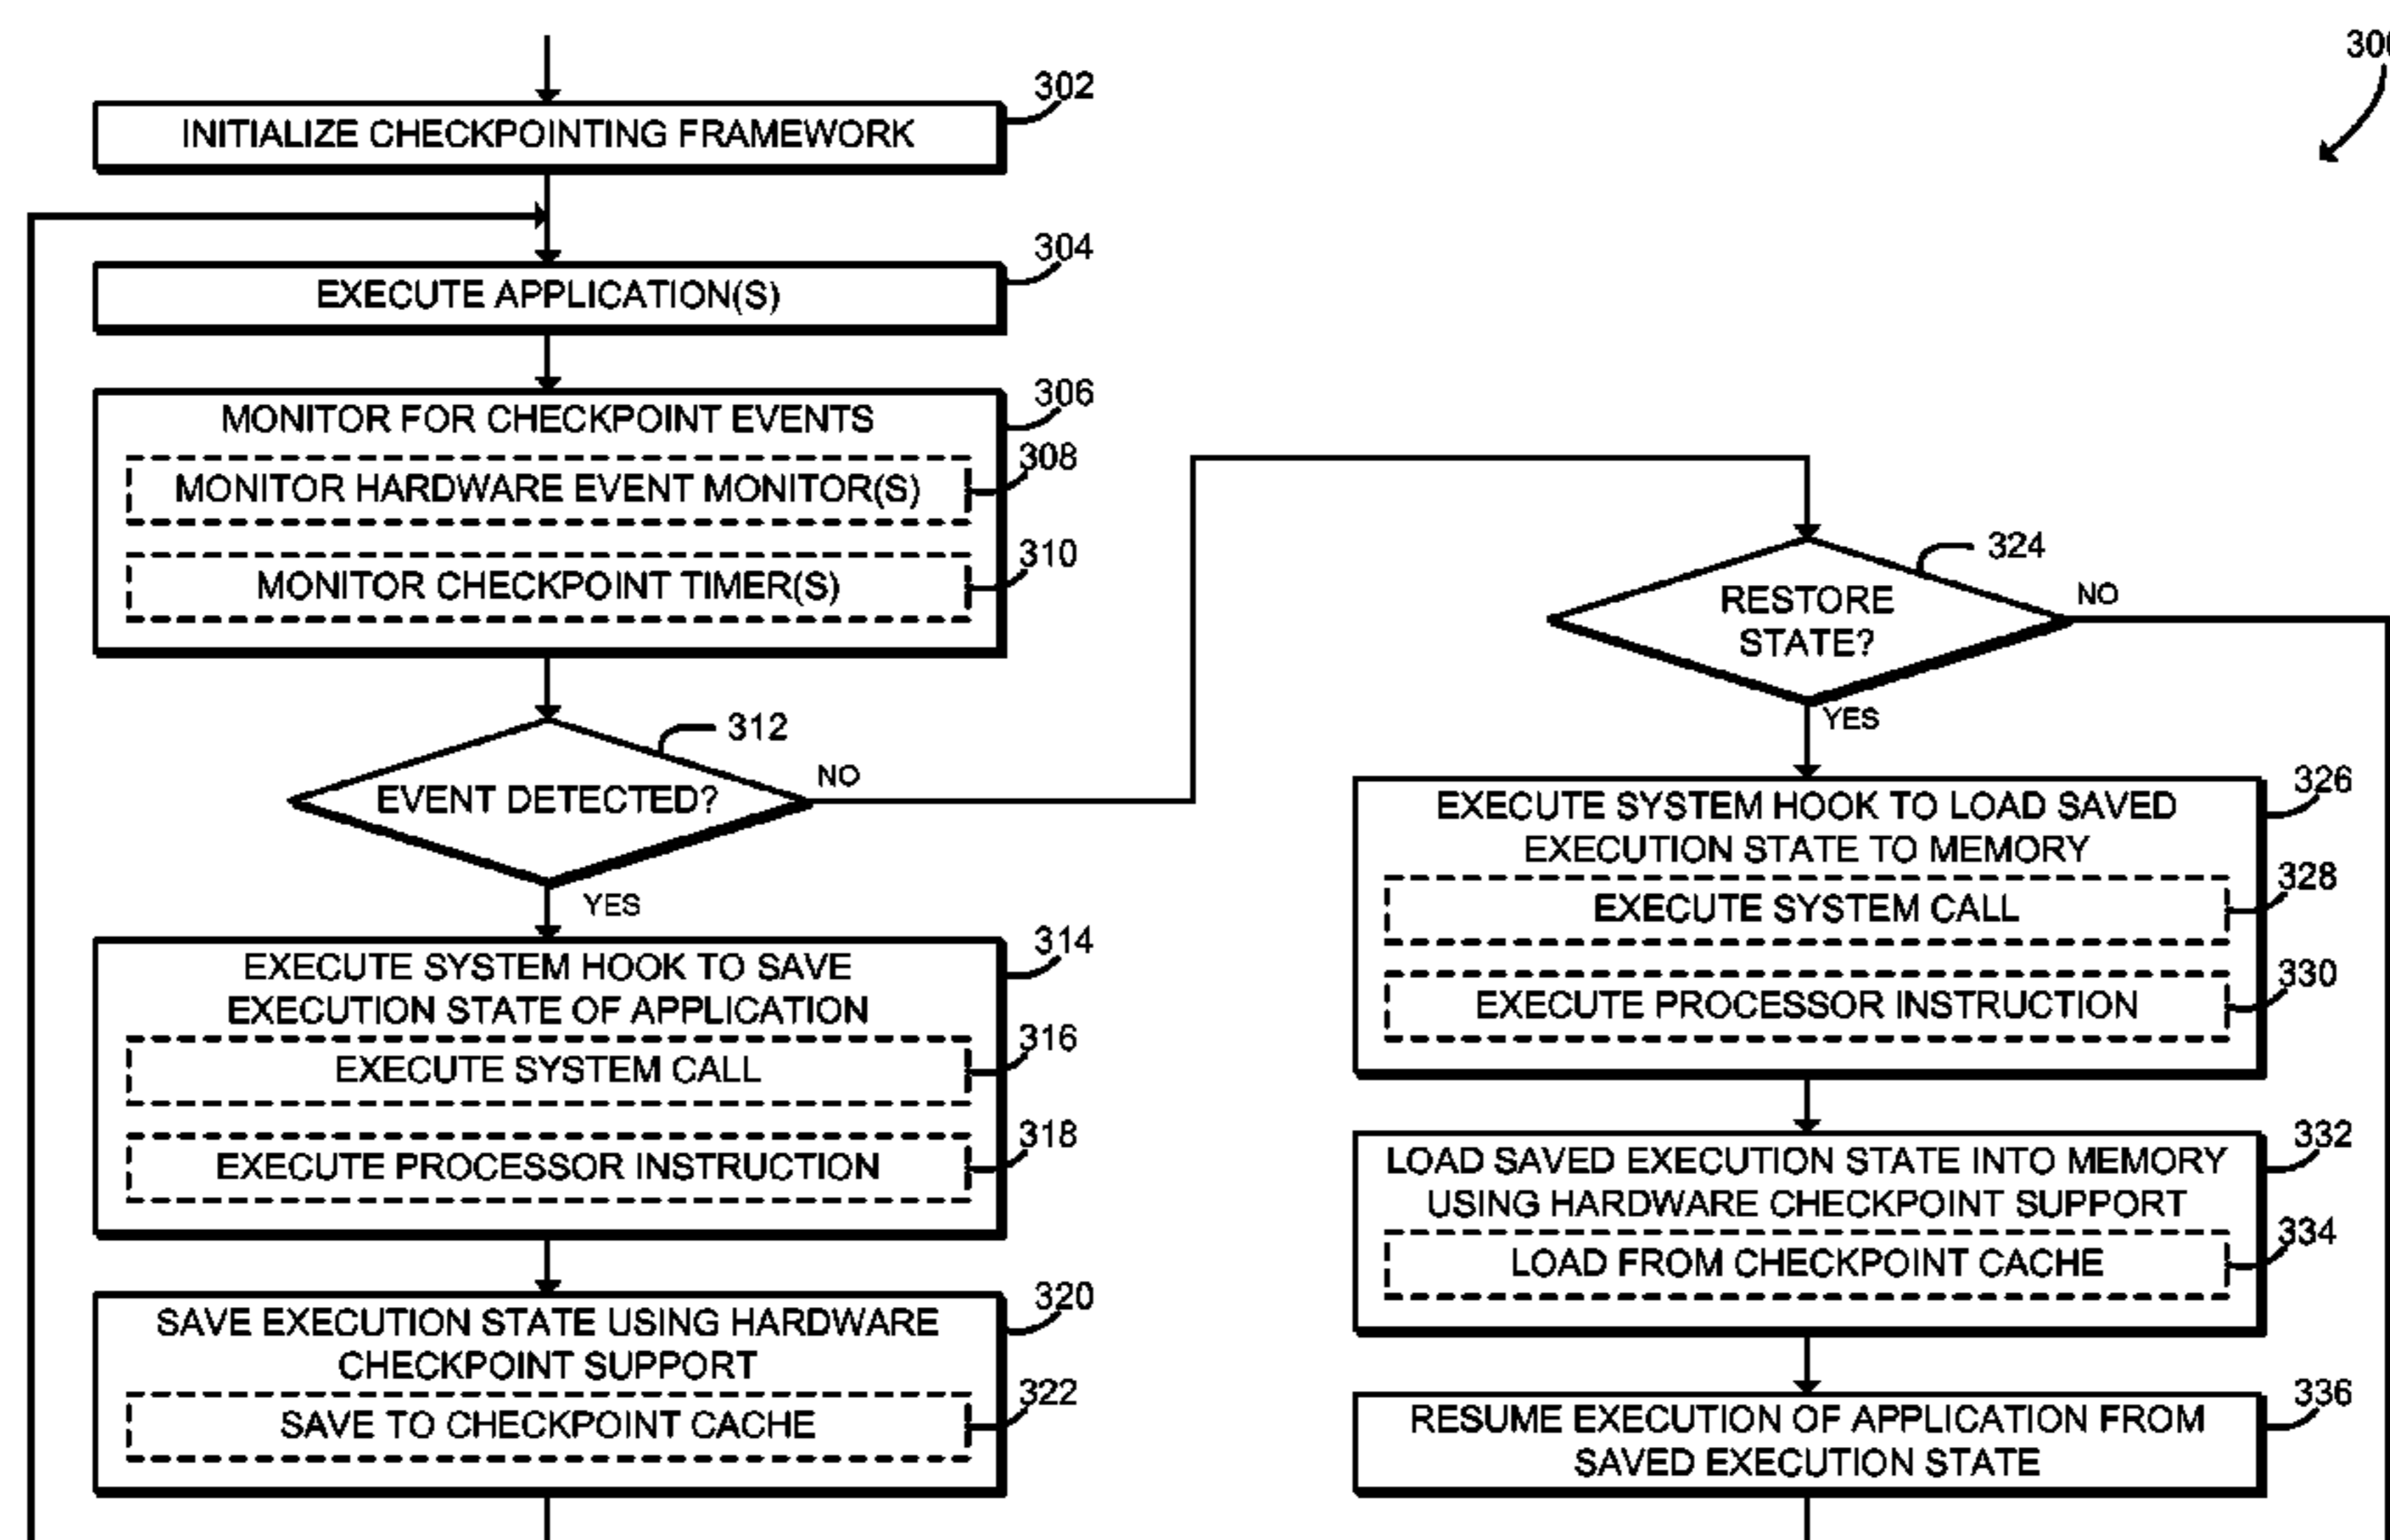 300
302
INITIALIZE CHECKPOINTING FRAMEWORK
304
EXECUTE APPLICATION(S)
306
MONITOR FOR CHECKPOINT EVENTS
308
MONITOR HARDWARE EVENT MONITOR(S)
310
MONITOR CHECKPOINT TIMER(S)
312
EVENT DETECTED?
NO
YES
314
EXECUTE SYSTEM HOOK TO SAVE
EXECUTION STATE OF APPLICATION
316
EXECUTE SYSTEM CALL
318
EXECUTE PROCESSOR INSTRUCTION
320
SAVE EXECUTION STATE USING HARDWARE
CHECKPOINT SUPPORT
322
SAVE TO CHECKPOINT CACHE
324
RESTORE
STATE?
NO
YES
326
EXECUTE SYSTEM HOOK TO LOAD SAVED
EXECUTION STATE TO MEMORY
328
EXECUTE SYSTEM CALL
330
EXECUTE PROCESSOR INSTRUCTION
332
LOAD SAVED EXECUTION STATE INTO MEMORY
USING HARDWARE CHECKPOINT SUPPORT
334
LOAD FROM CHECKPOINT CACHE
336
RESUME EXECUTION OF APPLICATION FROM
SAVED EXECUTION STATE